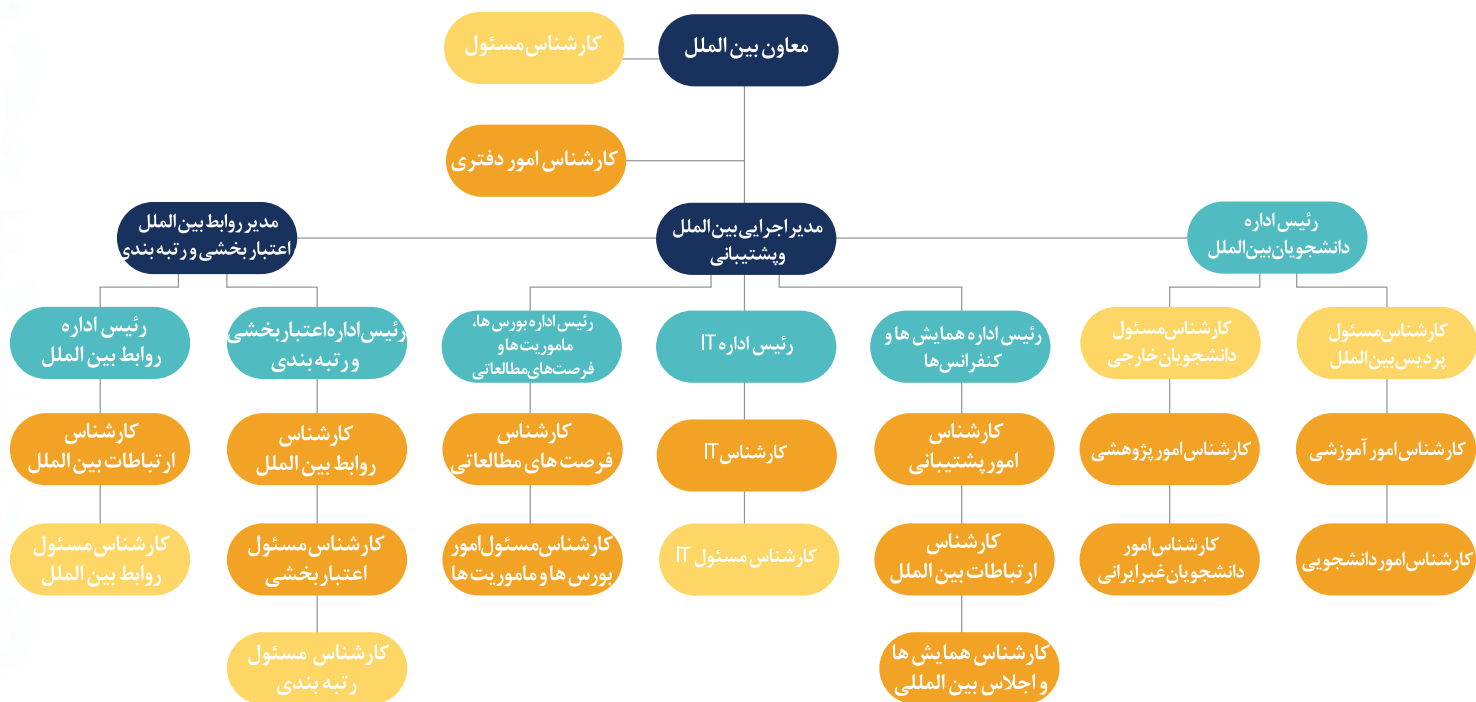 معاون بین الملل
کارشناس مسئول
کارشناس امور دفتری
رئیس اداره
دانشجویان بین الملل
مدیر اجرایی بین الملل
وپشتیبانی
مدیر روابط بین الملل
اعتبار بخشی و رتبه بندی
کارشناس مسئول
پردیس بین الملل
کارشناس مسئول
دانشجویان خارجی
رئیس اداره همایش ها و
کنفرانس ها
رئیس اداره IT
رئیس اداره بورس ها،
ماموریت ها و
فرصت های مطالعاتی
رئیس اداره اعتبار بخشی
و رتبه بندی
رئیس اداره
روابط بین الملل
کارشناس امور آموزشی
کارشناس امور پژوهشی
کارشناس
امور پشتیبانی
کارشناس IT
کارشناس
فرصت های مطالعاتی
کارشناس
روابط بین الملل
کارشناس
ارتباطات بین الملل
کارشناس امور دانشجویی
کارشناس امور
دانشجویان غیر ایرانی
کارشناس
ارتباطات بین الملل
کارشناس مسئول IT
کارشناس مسئول امور
بورس ها و ماموریت ها
کارشناس مسئول
اعتبار بخشی
کارشناس مسئول
روابط بین الملل
کارشناس همایش ها
و اجلاس بین المللی
کارشناس مسئول
رتبه بندی